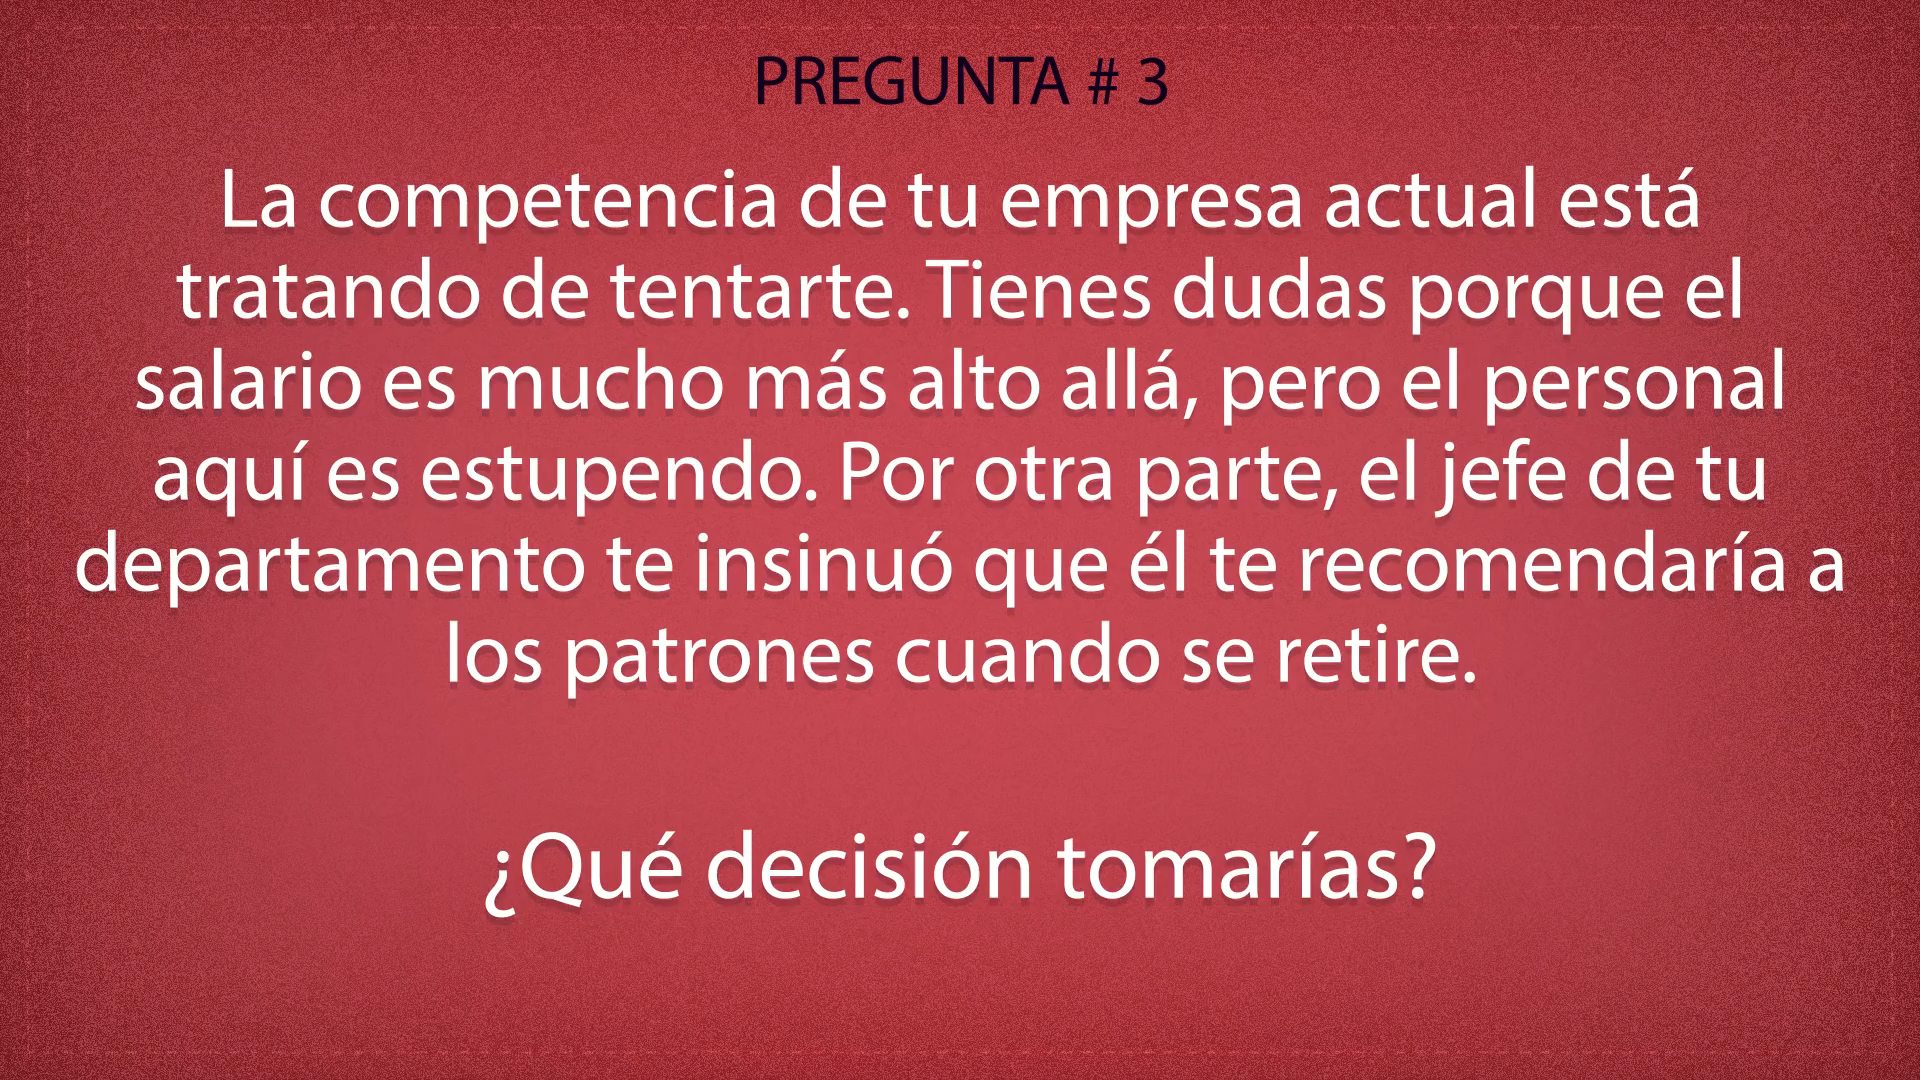 PREGUNTA # 3
La competencia de tu empresa actual está
tratando de tentarte. Tienes dudas porque el
salario es mucho más alto allá, pero el personal
aquí es estupendo. Por otra parte, el jefe de tu
departamento te insinuó que él te recomendaría a
los patrones cuando se retire.
¿Qué decisión tomarías?